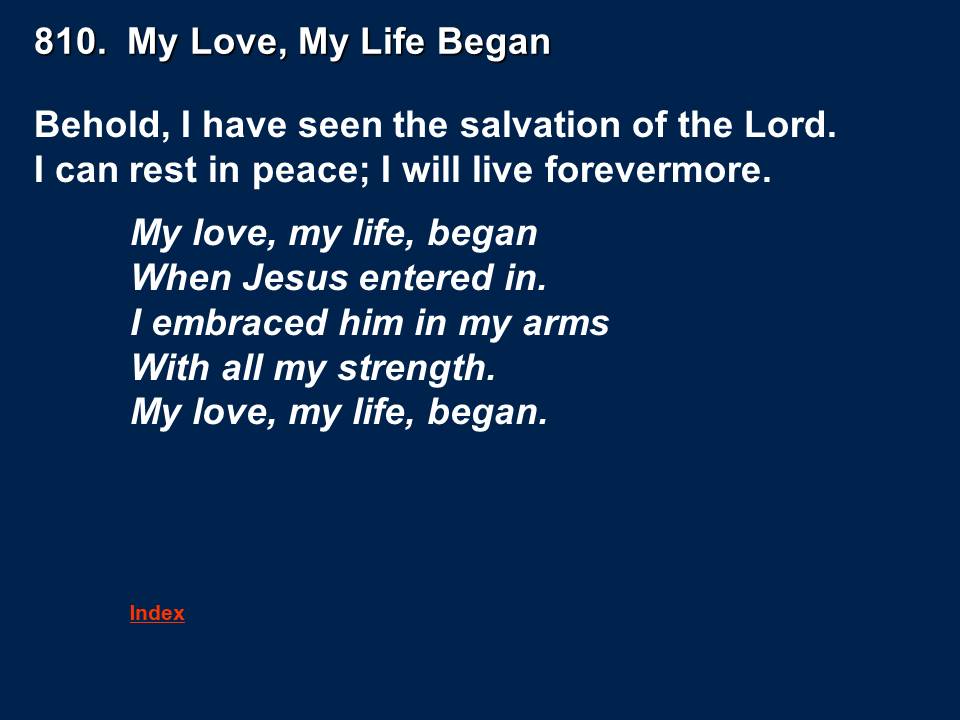 810.  My Love, My Life Began
Behold, I have seen the salvation of the Lord.
I can rest in peace; I will live forevermore.
My love, my life, began
When Jesus entered in.
I embraced him in my arms
With all my strength.
My love, my life, began.
Index